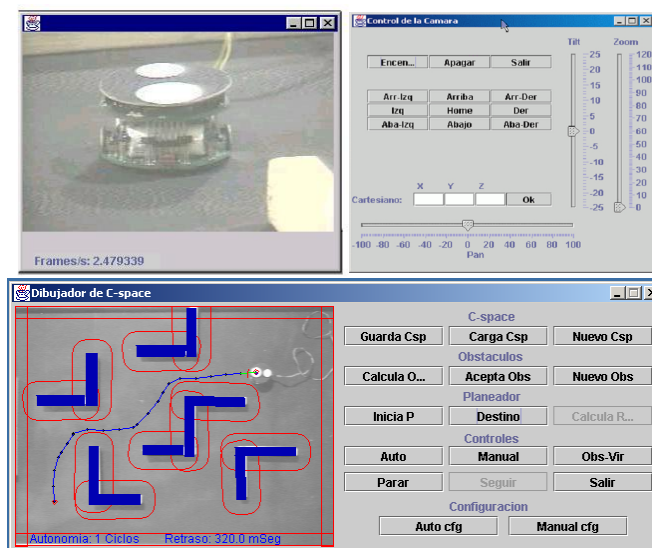 Frames/s: 2.479339
Control de la Camara
Encen... Apagar Salir
Arr-Izq Arriba Arr-Der
Izq Home Der
Aba-Izq Abajo Aba-Der
X Y Z
Cartesiano: Ok
-100 -80 -60 -40 -20 0 20 40 60 80 100
Pan
Tilt
25
20
15
10
5
0
-5
-10
-15
-20
-25
Zoom
120
110
100
90
80
70
60
50
40
30
20
10
0
Dibujador de C-space
Autonomia: 1 Ciclos Retraso: 320.0 mSeg
C-space
Guarda Csp Carga Csp Nuevo Csp
Obstaculos
Calcula O... Acepta Obs Nuevo Obs
Planeador
Inicia P Destino Calcula R...
Controles
Auto Manual Obs-Vir
Parar Seguir Salir
Configuracion
Auto cfg Manual cfg